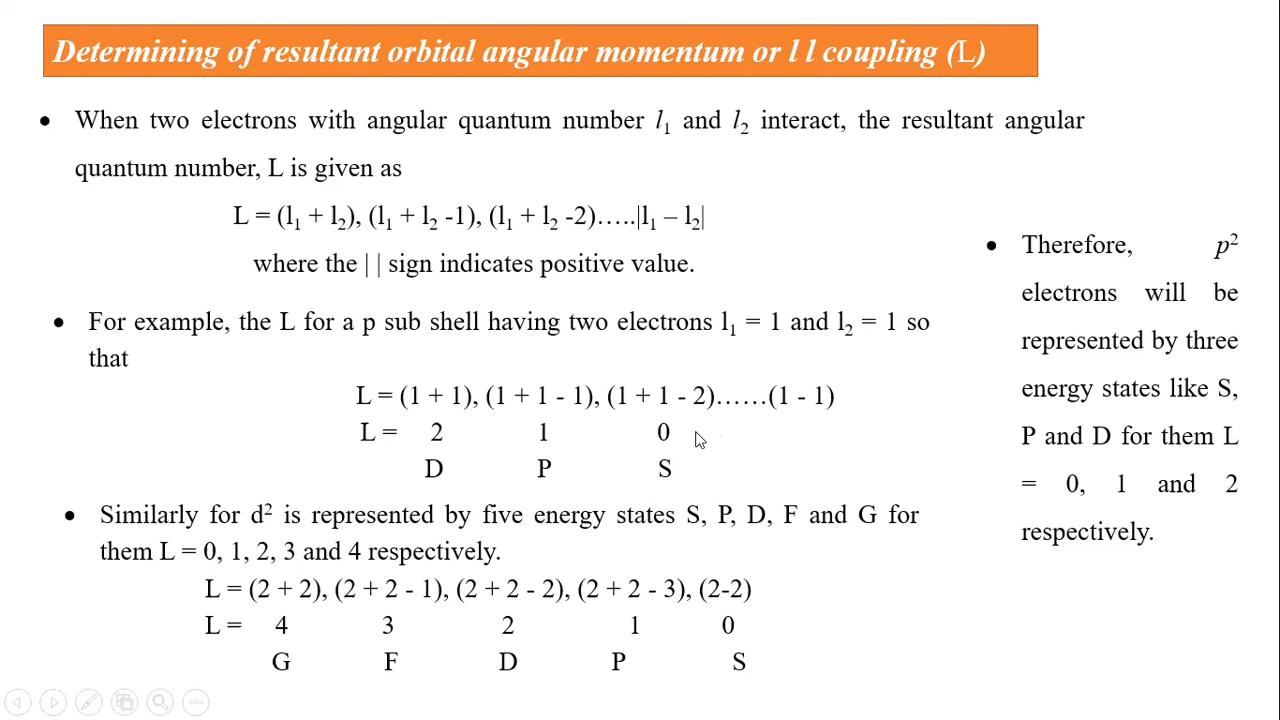 Determining of resultant orbital angular momentum or l l coupling (L)
• When two electrons with angular quantum number l₁ and l₂ interact, the resultant angular
quantum number, L is given as
L = (l₁ + l₂), (l₁ + l₂ -1), (l₁ + l₂ -2)…..|l₁ – l₂|
where the | | sign indicates positive value.
• For example, the L for a p sub shell having two electrons l₁ = 1 and l₂ = 1 so
that
L = (1 + 1), (1 + 1 - 1), (1 + 1 - 2)……(1 - 1)
L = 2 1 0
D P S
• Similarly for d² is represented by five energy states S, P, D, F and G for
them L = 0, 1, 2, 3 and 4 respectively.
L = (2 + 2), (2 + 2 - 1), (2 + 2 - 2), (2 + 2 - 3), (2-2)
L = 4 3 2 1 0
G F D P S
• Therefore, p²
electrons will be
represented by three
energy states like S,
P and D for them L
= 0, 1 and 2
respectively.